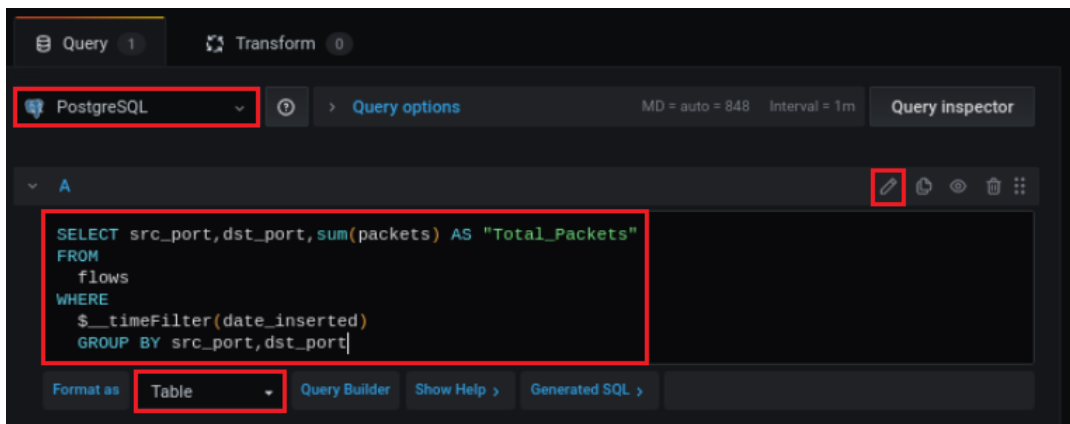 Query 1 Transform 0
PostgreSQL Query options MD = auto = 848 Interval = 1m Query inspector
A
SELECT src_port,dst_port,sum(packets) AS "Total_Packets"
FROM
flows
WHERE
$__timeFilter(date_inserted)
GROUP BY src_port,dst_port
Format as Table Query Builder Show Help > Generated SQL >